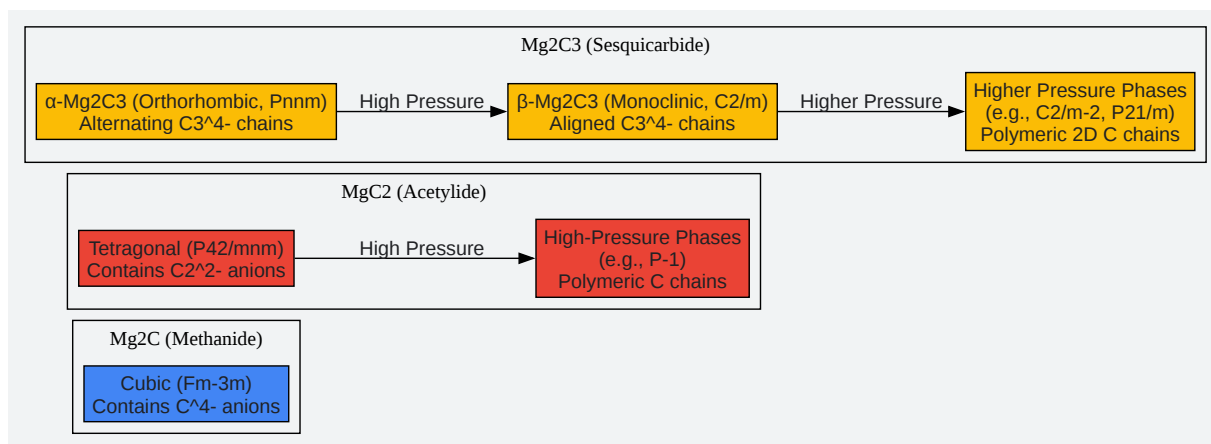 Mg2C3 (Sesquicarbide)
α-Mg2C3 (Orthorhombic, Pnnm)
Alternating C3^4- chains
High Pressure
β-Mg2C3 (Monoclinic, C2/m)
Aligned C3^4- chains
Higher Pressure
Higher Pressure Phases
(e.g., C2/m-2, P21/m)
Polymeric 2D C chains
MgC2 (Acetylide)
Tetragonal (P42/mnm)
Contains C2^2- anions
High Pressure
High-Pressure Phases
(e.g., P-1)
Polymeric C chains
Mg2C (Methanide)
Cubic (Fm-3m)
Contains C^4- anions